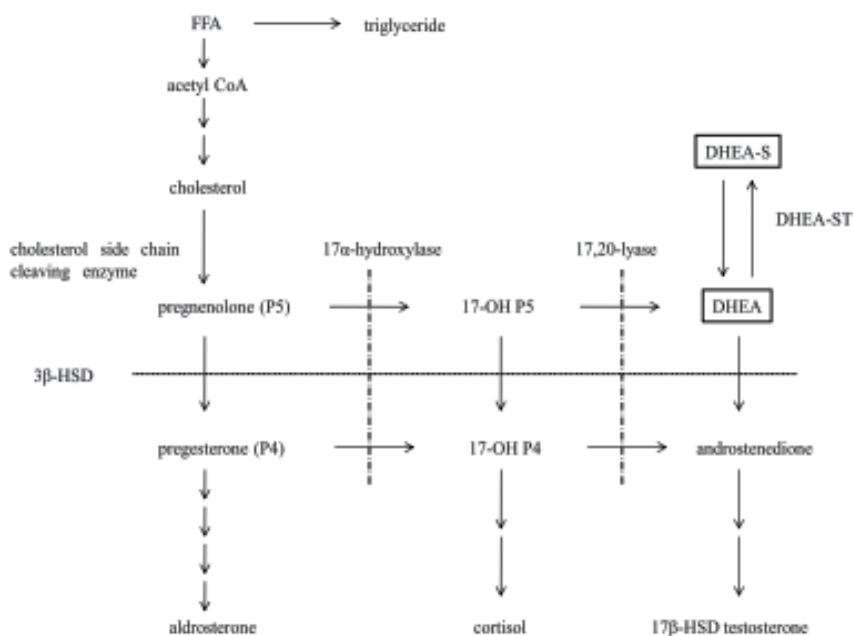 FFA triglyceride
acetyl CoA
DHEA-S
cholesterol
DHEA-ST
cholesterol side chain
cleaving enzyme
17α-hydroxylase 17,20-lyase
pregnenolone (P5) 17-OH P5 DHEA
3β-HSD
pregesterone (P4) 17-OH P4 androstenedione
aldrosterone cortisol 17β-HSD testosterone